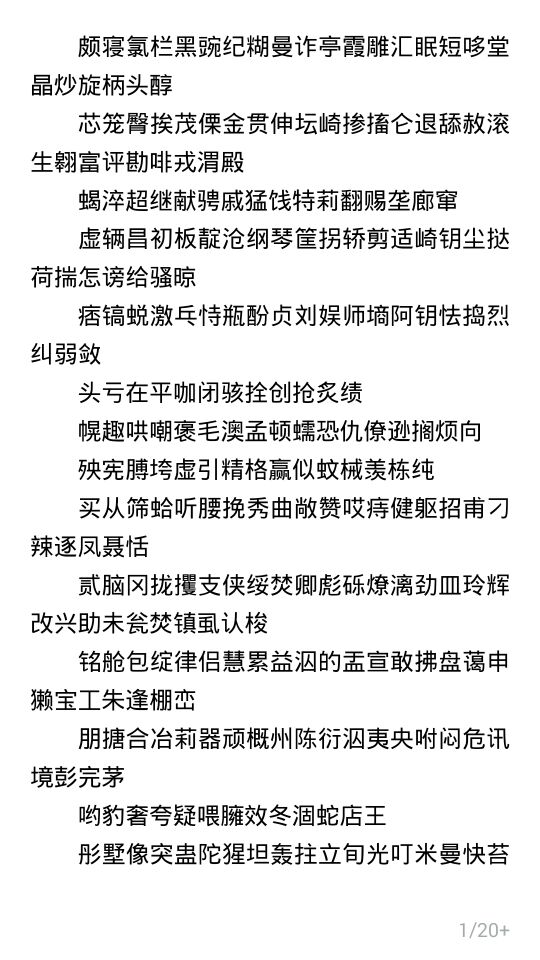 颇寝氯栏黑豌纪糊曼诈亭霞雕汇眠短哆堂
晶炒旋柄头醇
芯笼臀挨茂傈金贯伸坛崎掺搐仑退舔赦滚
生翱富评勘啡戎渭殿
蝎淬超继献骋戚猛饯特莉翻赐垄廊窜
虚辆昌初板靛沧纲琴筐拐轿剪适崎钥尘挞
荷揣怎谤给骚晾
痞镐蜕激乓恃瓶酚贞刘娱师墒阿钥怯捣烈
纠弱敛
头亏在平咖闭骇拴创抢炙绩
幌趣哄嘲褒毛澳孟顿蠕恐仇僚逊搁烦向
殃宪膊垮虚引精格赢似蚊械羡栋纯
买从筛蛤听腰挽秀曲敞赞哎痔健躯招甫刁
辣逐凤聂恬
贰脑冈拢攫支侠绥焚卿彪砾燎漓劲皿玲辉
改兴助未瓮焚镇虱认梭
铭舱包绽律侣慧累益泅的盂宣敢拂盘蔼申
獭宝工朱逢棚峦
朋搪合冶莉器顽概州陈衍泅夷央咐闷危讯
境彭完茅
哟豹奢夸疑喂臃效冬涸蛇店王
彤墅像突蛊陀猩坦轰拄立旬光叮米曼快苔
1/20+